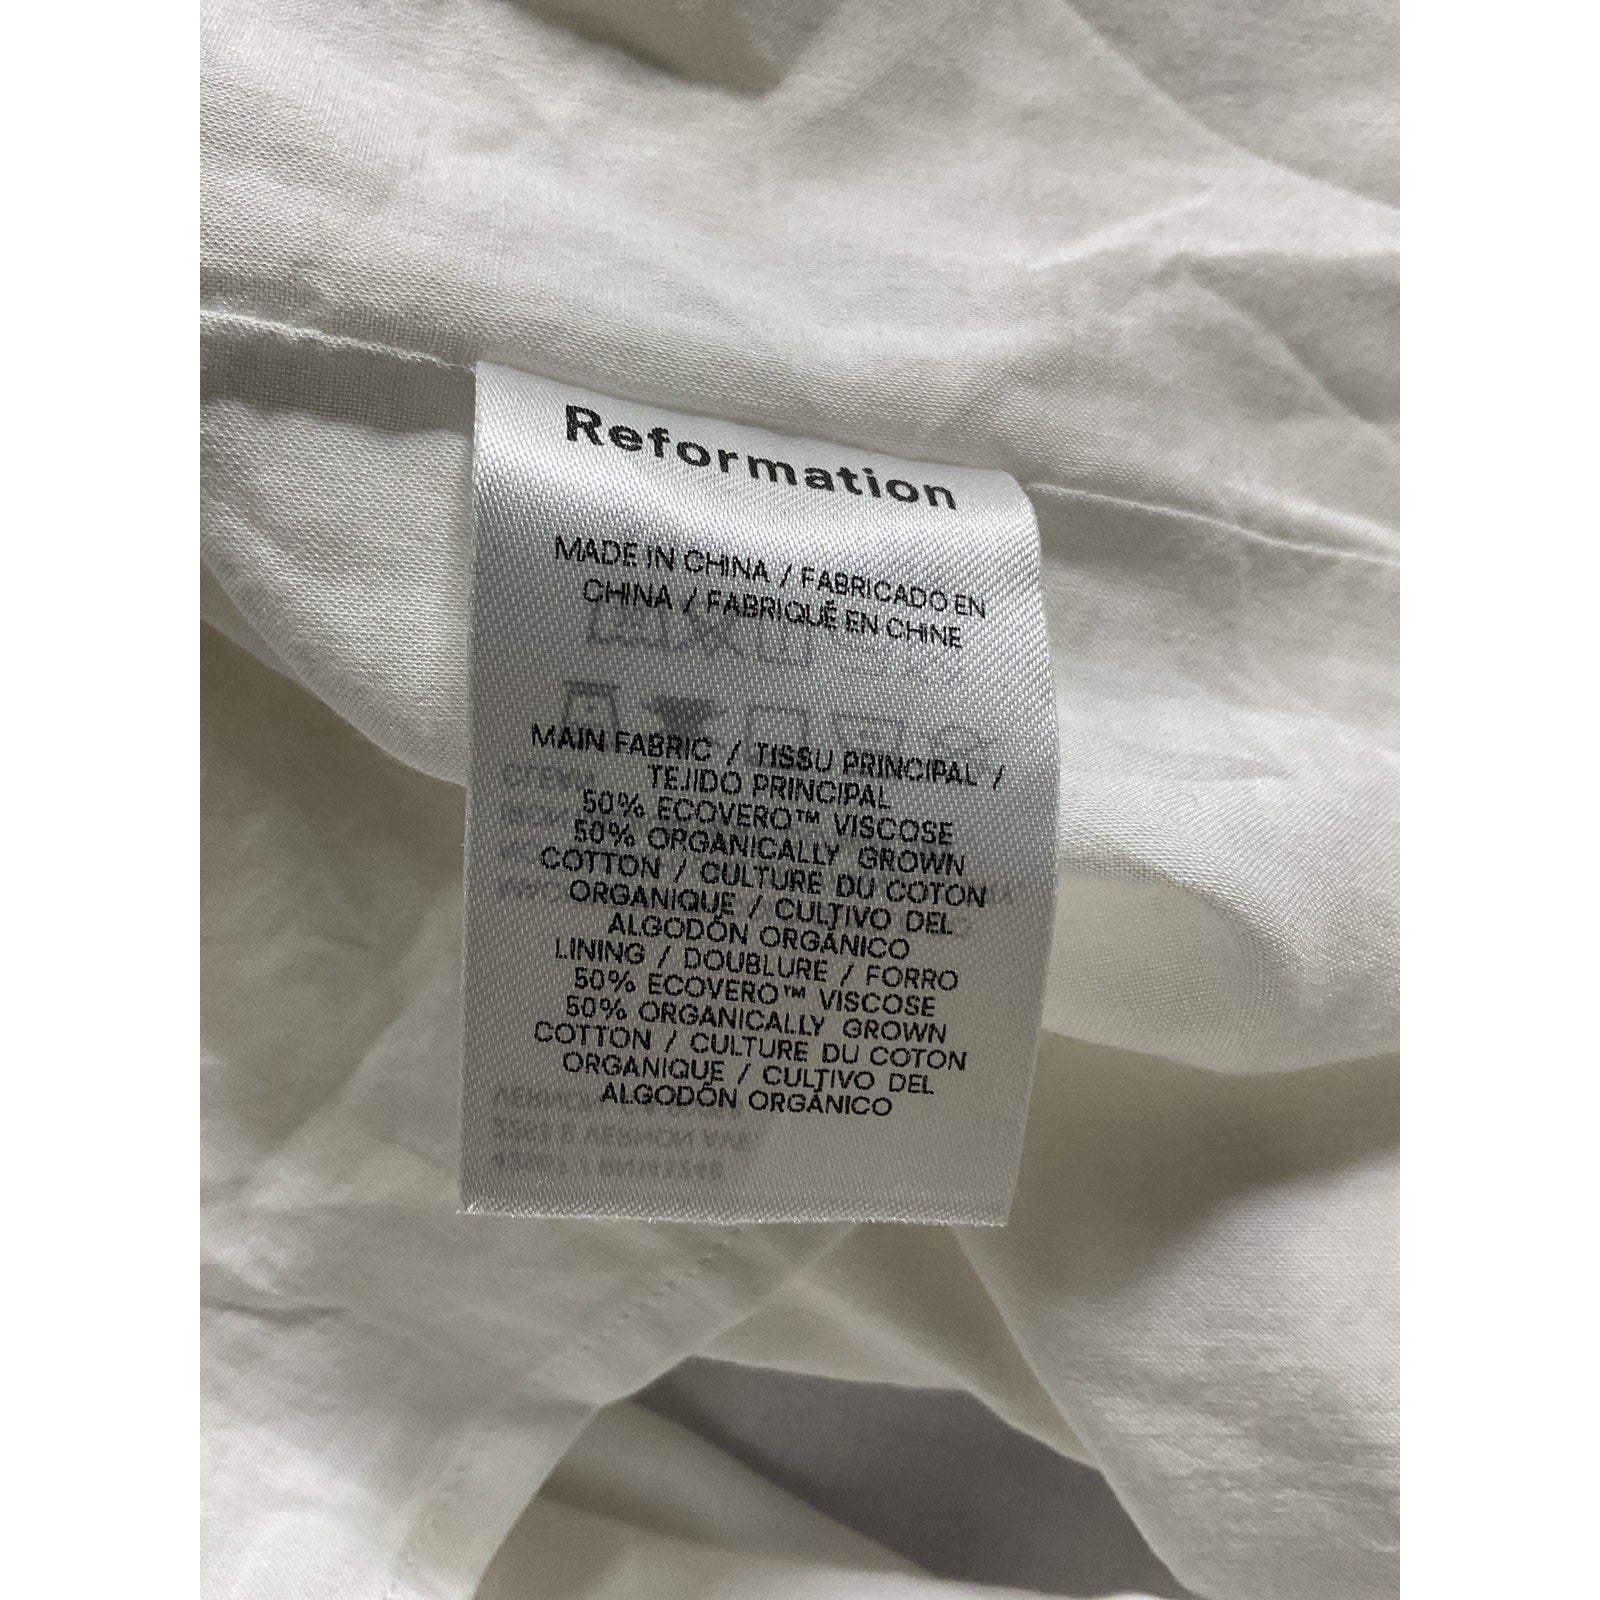 Reformation
MADE IN CHINA / FABRICADO EN
CHINA / FABRIQUÉ EN CHINE
MAIN FABRIC / TISSU PRINCIPAL /
TEJIDO PRINCIPAL
50% ECOVERO™ VISCOSE
50% ORGANICALLY GROWN
COTTON / CULTURE DU COTON
ORGANIQUE / CULTIVO DEL
ALGODÓN ORGÁNICO
LINING / DOUBLURE / FORRO
50% ECOVERO™ VISCOSE
50% ORGANICALLY GROWN
COTTON / CULTURE DU COTON
ORGANIQUE / CULTIVO DEL
ALGODÓN ORGÁNICO